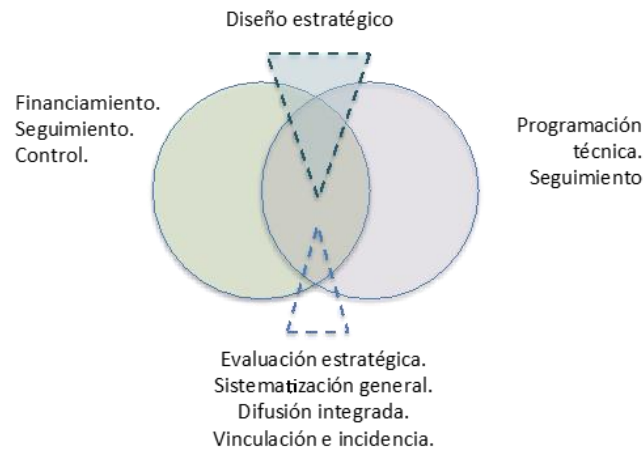 Diseño estratégico
Financiamiento.
Seguimiento.
Control.
Programación
técnica.
Seguimiento
Evaluación estratégica.
Sistematización general.
Difusión integrada.
Vinculación e incidencia.